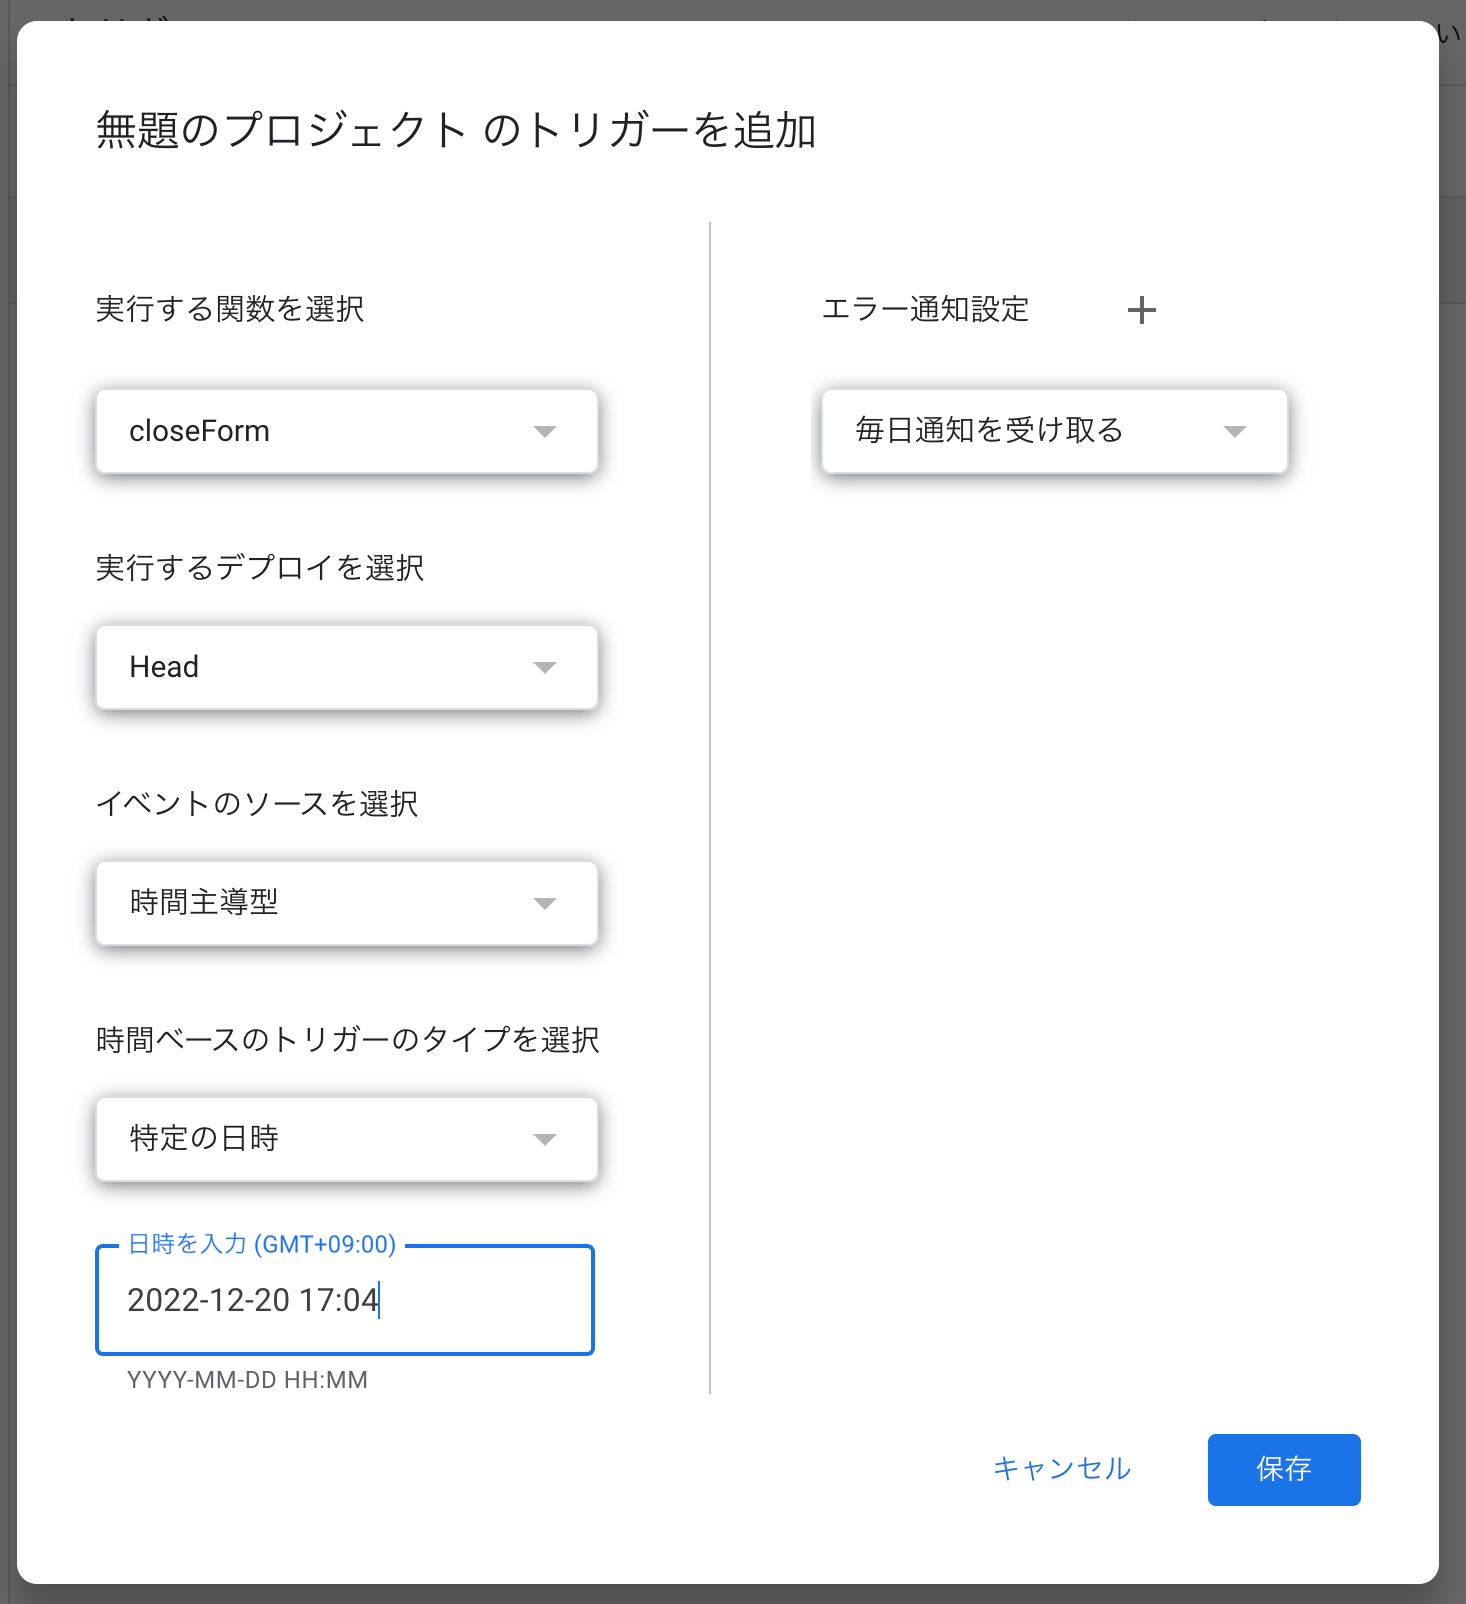 無題のプロジェクト のトリガーを追加
実行する関数を選択
closeForm
実行するデプロイを選択
Head
イベントのソースを選択
時間主導型
時間ベースのトリガーのタイプを選択
特定の日時
日時を入力 (GMT+09:00)
2022-12-20 17:04
YYYY-MM-DD HH:MM
エラー通知設定
毎日通知を受け取る
キャンセル
保存